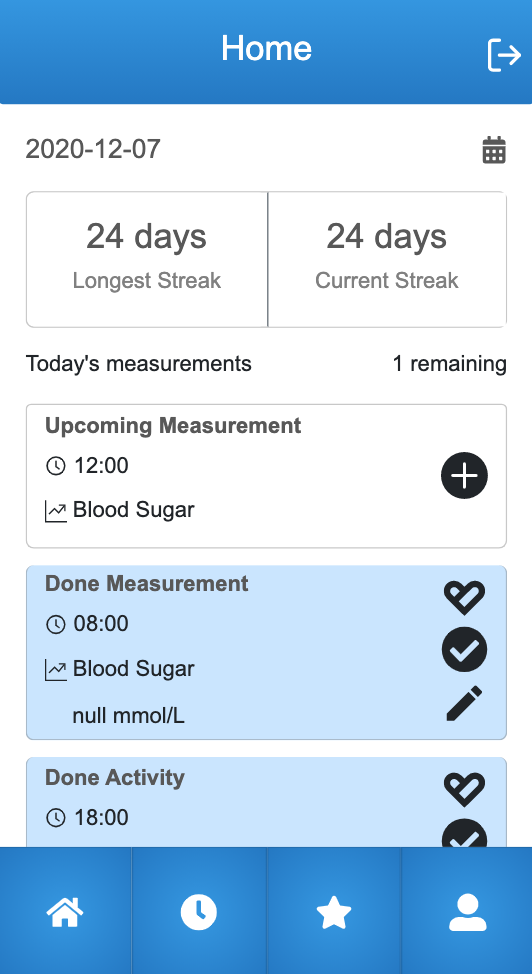 Home
2020-12-07
24 days
Longest Streak
24 days
Current Streak
Today's measurements
1 remaining
Upcoming Measurement
12:00
Blood Sugar
Done Measurement
08:00
Blood Sugar
null mmol/L
Done Activity
18:00